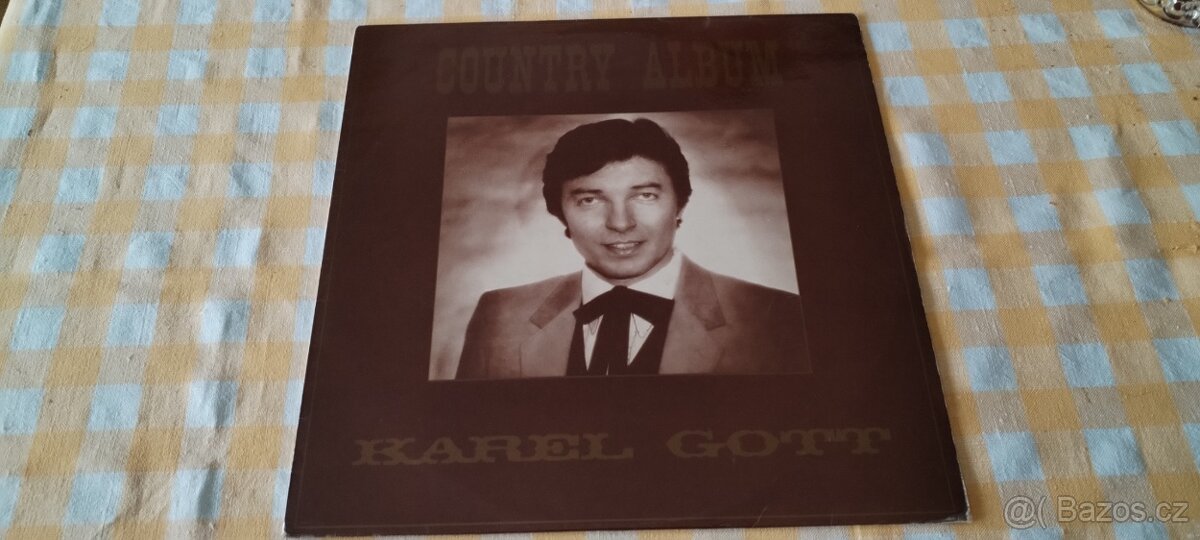 COUNTRY ALBUM
KAREL GOTT
@( Bazos.cz